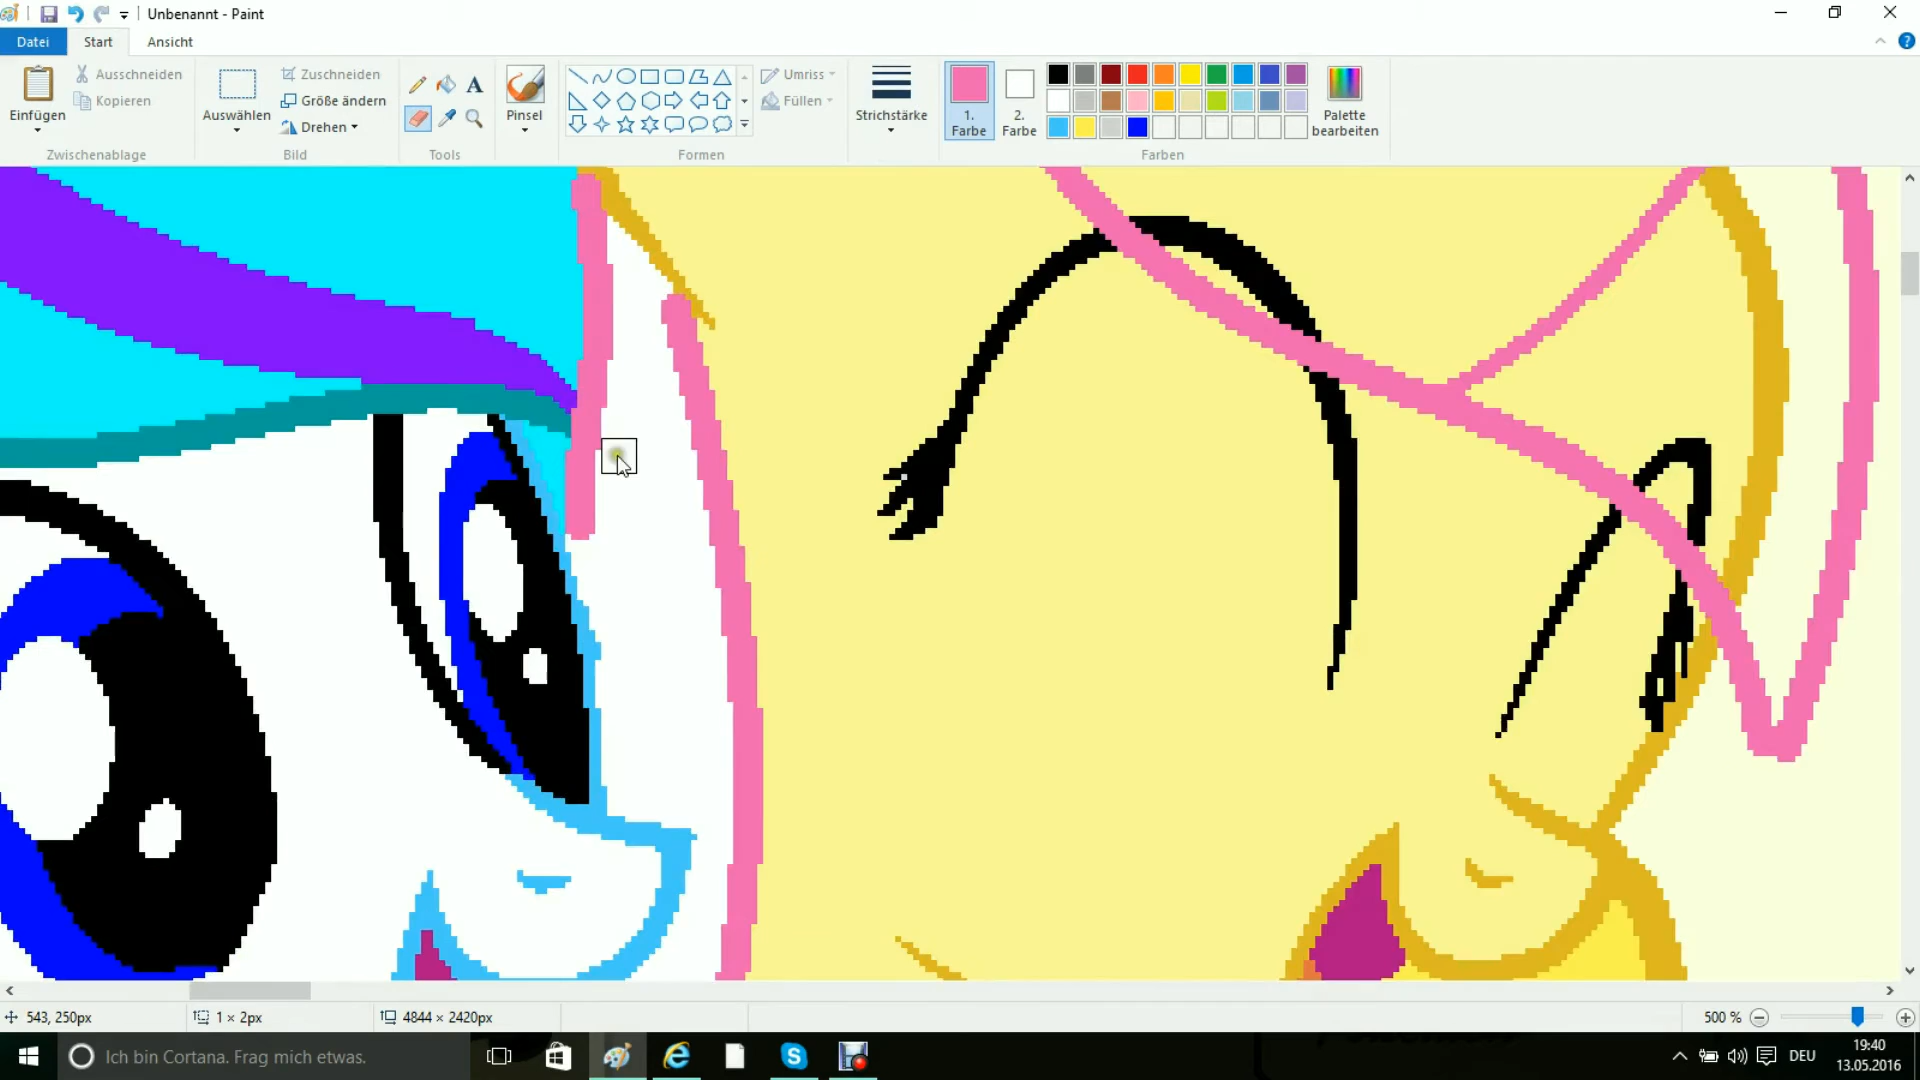 Unbenannt - Paint
Datei Start Ansicht
Einfügen
Ausschneiden
Kopieren
Zwischenablage
Auswählen
Zuschneiden
Größe ändern
Drehen
Bild
Tools
Pinsel
Formen
Umriss
Füllen
Strichstärke
1.
Farbe
2.
Farbe
Farben
Palette
bearbeiten
543, 250px
1 × 2px
4844 × 2420px
500 %
Ich bin Cortana. Frag mich etwas.
DEU
19:40
13.05.2016